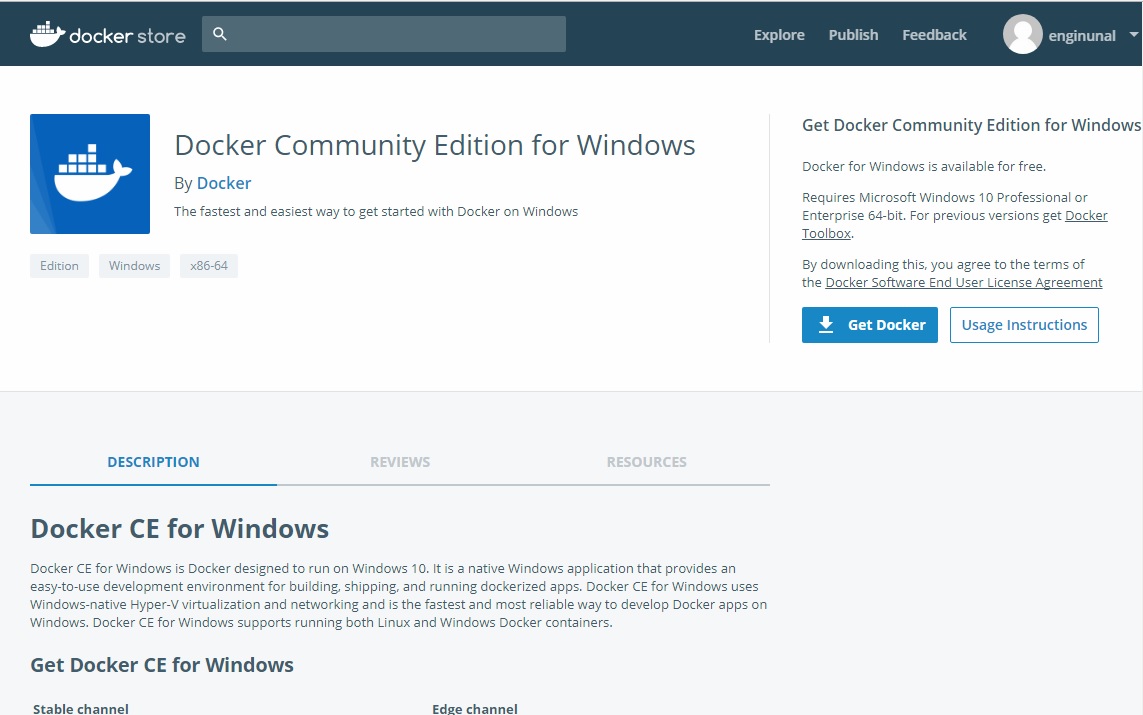 docker store
Explore
Publish
Feedback
enginunal
Docker Community Edition for Windows
By Docker
The fastest and easiest way to get started with Docker on Windows
Edition
Windows
x86-64
Get Docker Community Edition for Windows
Docker for Windows is available for free.
Requires Microsoft Windows 10 Professional or
Enterprise 64-bit. For previous versions get Docker
Toolbox.
By downloading this, you agree to the terms of
the Docker Software End User License Agreement
Get Docker
Usage Instructions
DESCRIPTION
REVIEWS
RESOURCES
Docker CE for Windows
Docker CE for Windows is Docker designed to run on Windows 10. It is a native Windows application that provides an
easy-to-use development environment for building, shipping, and running dockerized apps. Docker CE for Windows uses
Windows-native Hyper-V virtualization and networking and is the fastest and most reliable way to develop Docker apps on
Windows. Docker CE for Windows supports running both Linux and Windows Docker containers.
Get Docker CE for Windows
Stable channel
Edge channel